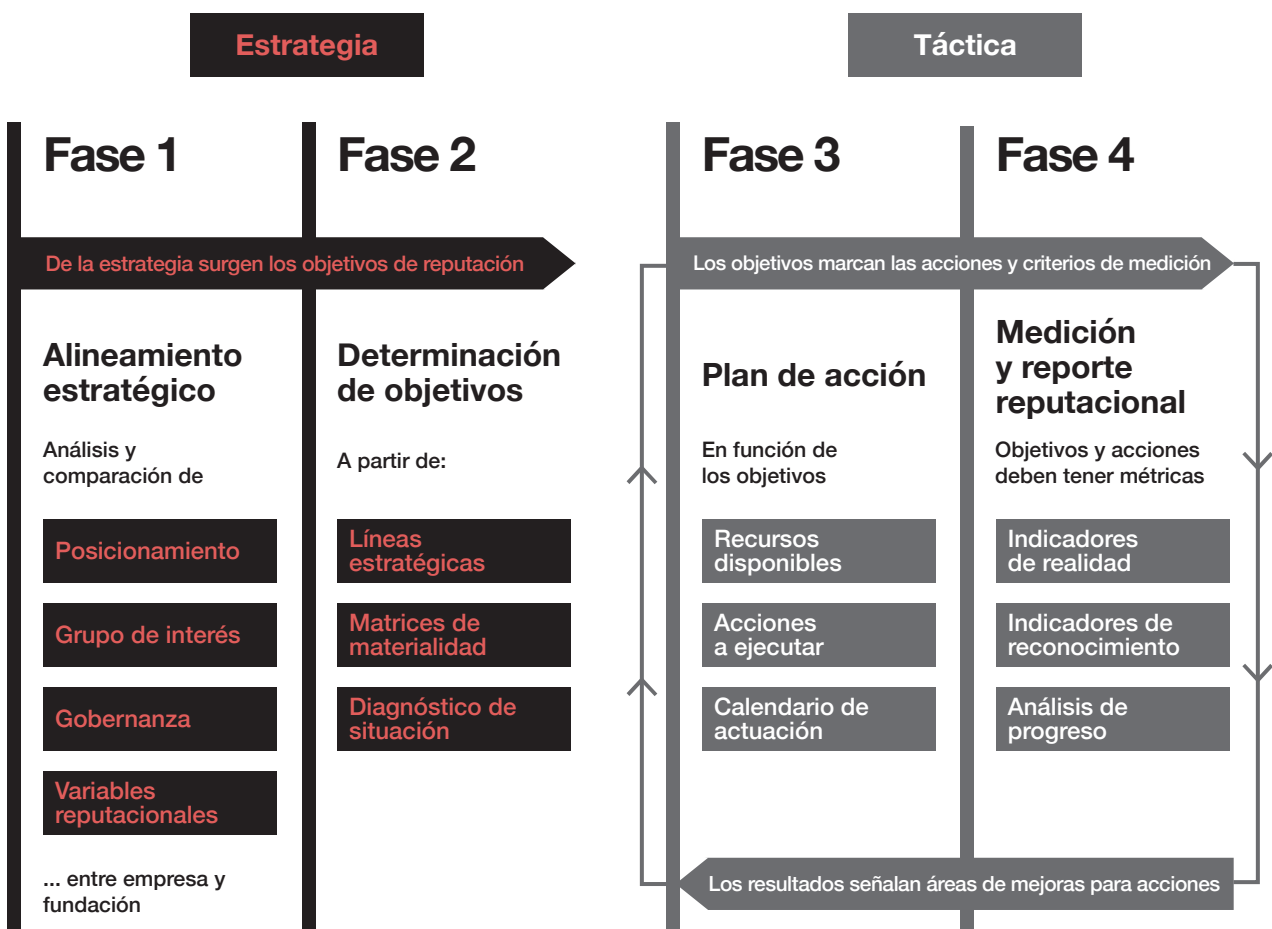 Estrategia
Táctica
Fase 1
Fase 2
Fase 3
Fase 4
De la estrategia surgen los objetivos de reputación
Los objetivos marcan las acciones y criterios de medición
Alineamiento
estratégico
Análisis y
comparación de
Posicionamiento
Grupo de interés
Gobernanza
Variables
reputacionales
... entre empresa y
fundación
Determinación
de objetivos
A partir de:
Líneas
estratégicas
Matrices de
materialidad
Diagnóstico de
situación
Plan de acción
En función de
los objetivos
Recursos
disponibles
Acciones
a ejecutar
Calendario de
actuación
Medición
y reporte
reputacional
Objetivos y acciones
deben tener métricas
Indicadores
de realidad
Indicadores de
reconocimiento
Análisis de
progreso
Los resultados señalan áreas de mejoras para acciones